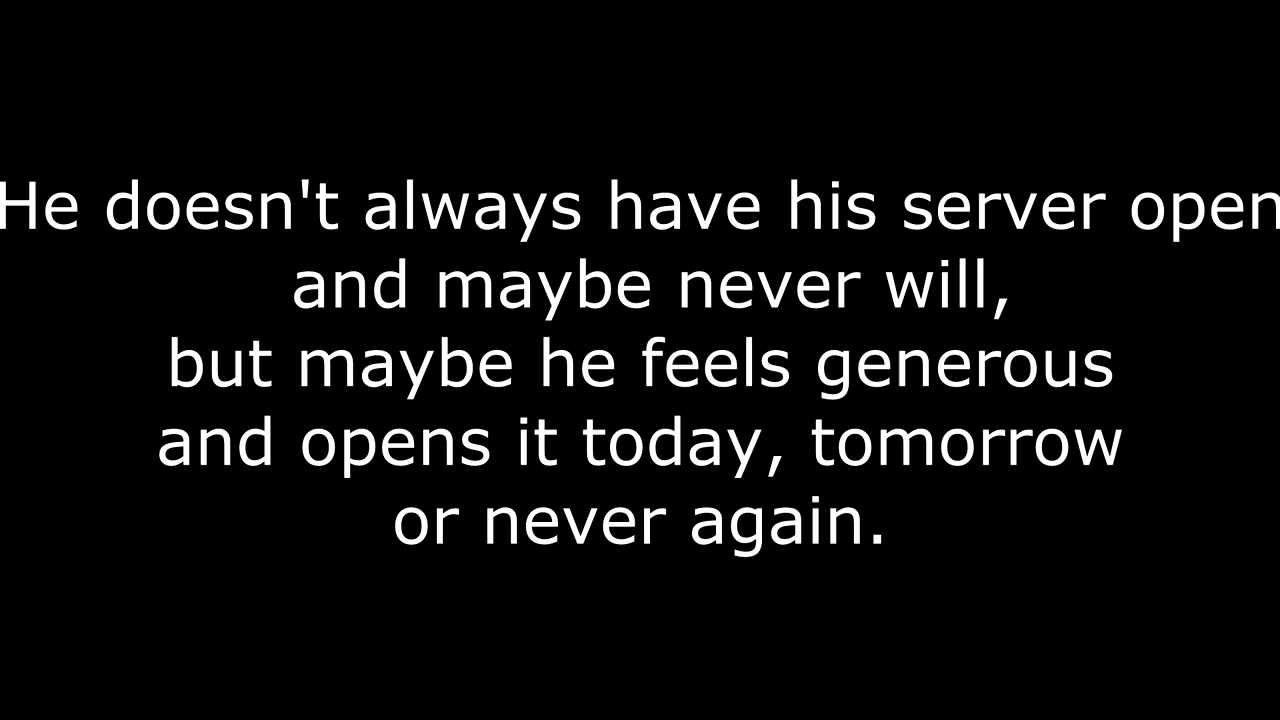 He doesn't always have his server open
and maybe never will,
but maybe he feels generous
and opens it today, tomorrow
or never again.